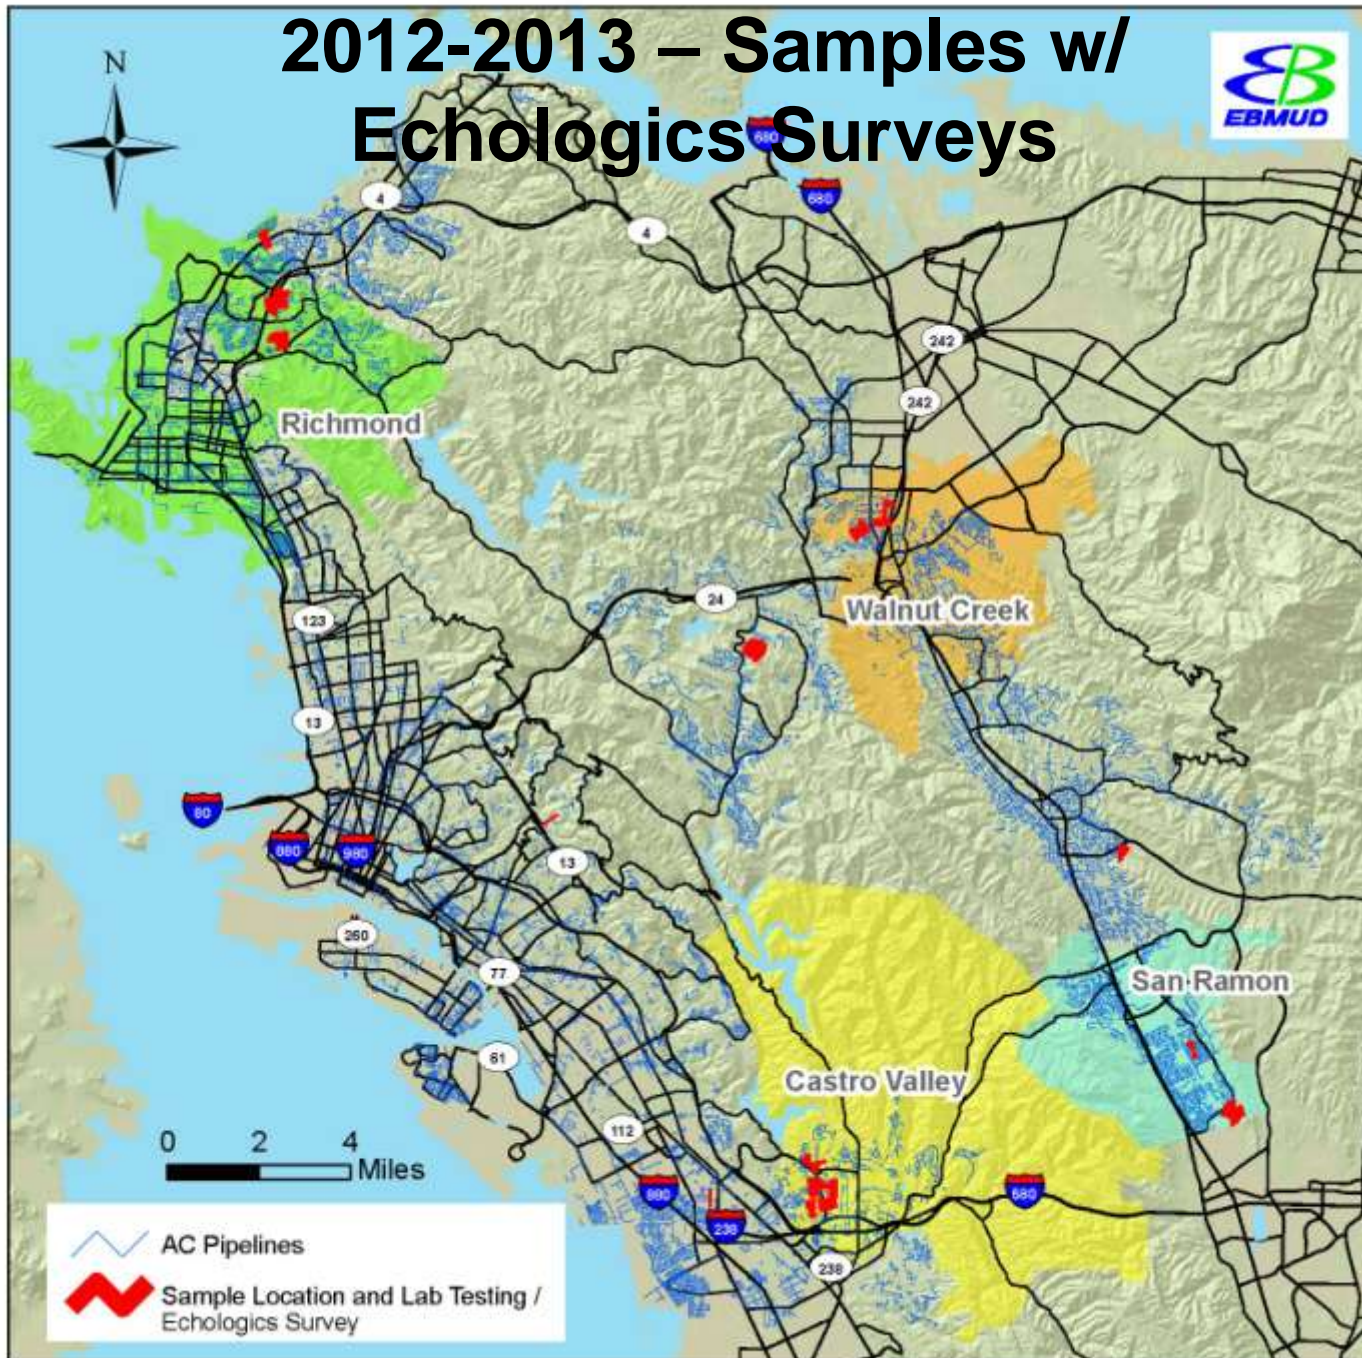 2012-2013 – Samples w/
Echologics Surveys
N
EBMUD
680
680
4
4
242
242
Richmond
24
Walnut Creek
123
13
80
880
980
13
260
77
San Ramon
61
Castro Valley
112
0 2 4
Miles
880
680
238
238
AC Pipelines
Sample Location and Lab Testing /
Echologics Survey